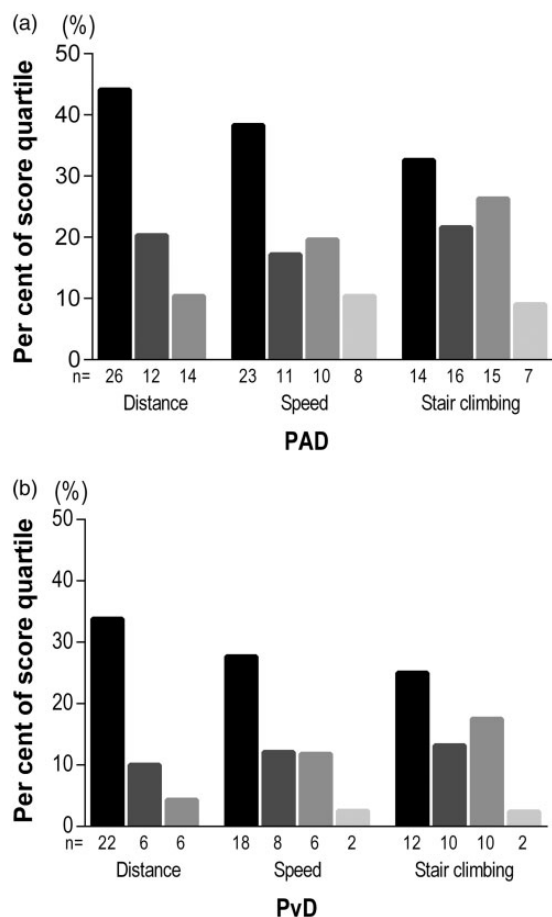 (a) (%)
Per cent of score quartile
50
40
30
20
10
0
n= 26 12 14 23 11 10 8 14 16 15 7
Distance Speed Stair climbing
PAD
(b) (%)
Per cent of score quartile
50
40
30
20
10
0
n= 22 6 6 18 8 6 2 12 10 10 2
Distance Speed Stair climbing
PvD